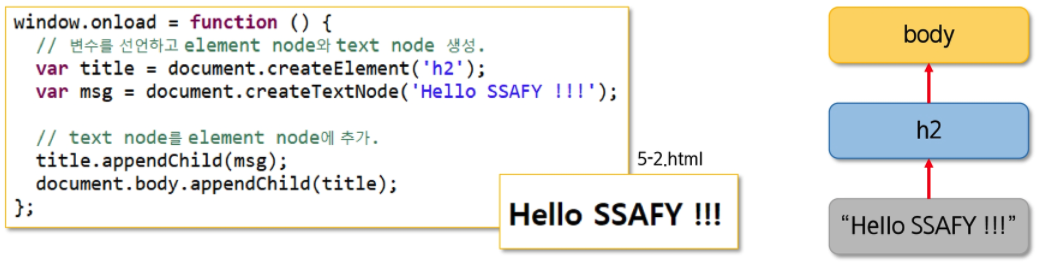 window.onload = function () {
// 변수를 선언하고 element node와 text node 생성.
var title = document.createElement('h2');
var msg = document.createTextNode('Hello SSAFY !!!');
// text node를 element node에 추가.
title.appendChild(msg);
document.body.appendChild(title);
};
5-2.html
Hello SSAFY !!!
body
h2
“Hello SSAFY !!!”